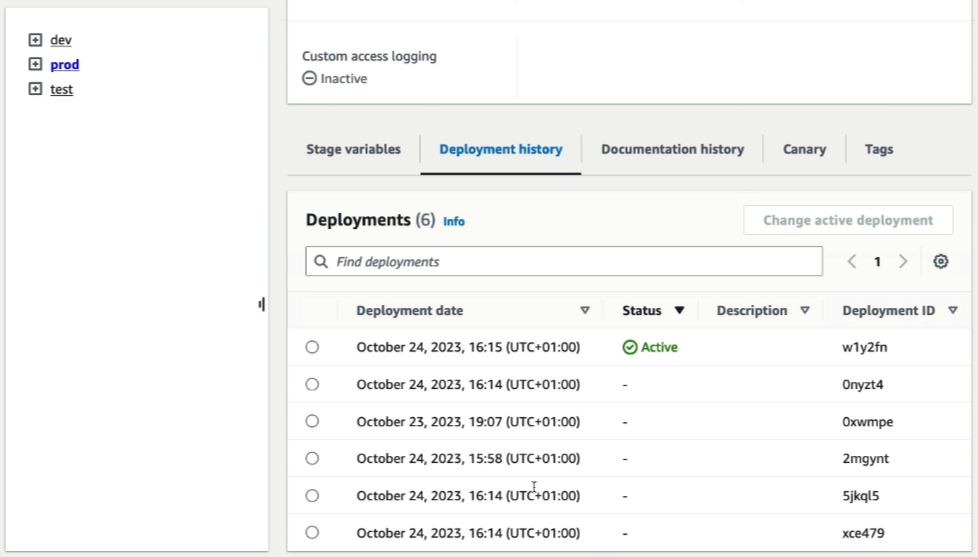 dev
prod
test
Custom access logging
Inactive
Stage variables
Deployment history
Documentation history
Canary
Tags
Deployments (6) Info
Change active deployment
Find deployments
1
Deployment date Status Description Deployment ID
October 24, 2023, 16:15 (UTC+01:00) Active w1y2fn
October 24, 2023, 16:14 (UTC+01:00) - 0nyzt4
October 23, 2023, 19:07 (UTC+01:00) - 0xwmpe
October 24, 2023, 15:58 (UTC+01:00) - 2mgynt
October 24, 2023, 16:14 (UTC+01:00) - 5jkql5
October 24, 2023, 16:14 (UTC+01:00) - xce479